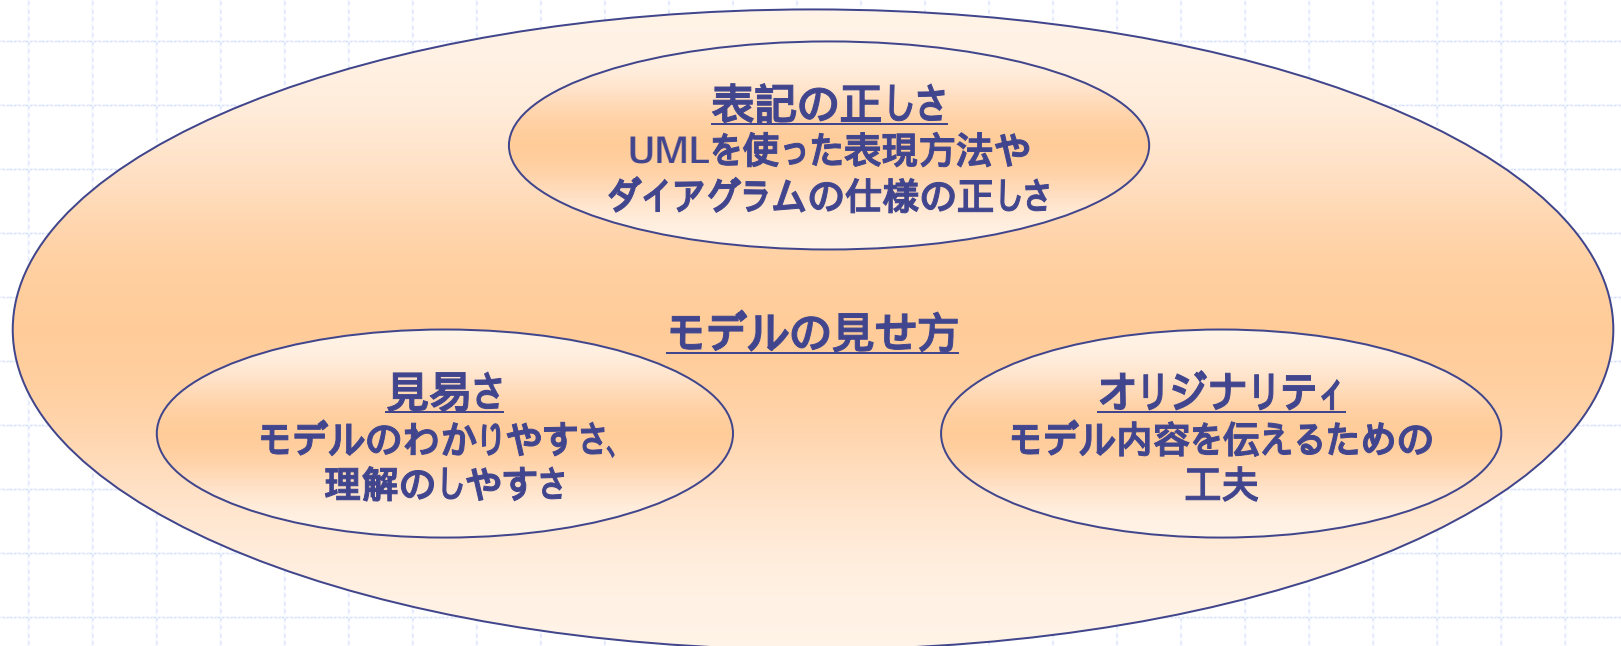 表記の正しさ
UMLを使った表現方法や
ダイアグラムの仕様の正しさ
モデルの見せ方
見易さ
モデルのわかりやすさ、
理解のしやすさ
オリジナリティ
モデル内容を伝えるための
工夫